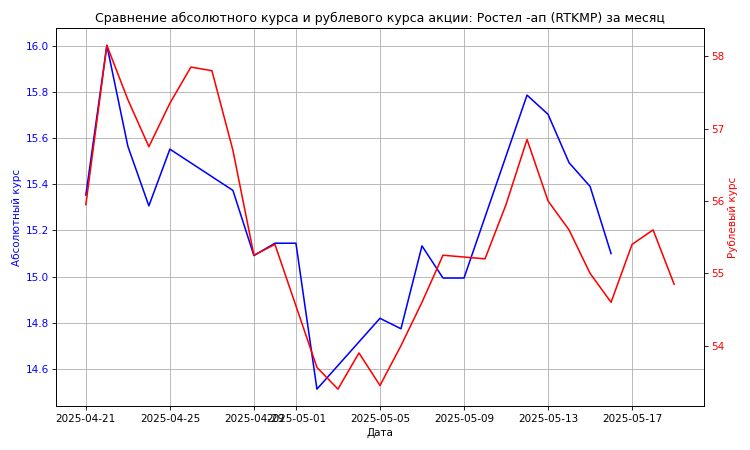 Сравнение абсолютного курса и рублевого курса акции: Ростел -ап (RTKMP) за месяц
16.0
15.8
15.6
15.4
15.2
15.0
14.8
14.6
Абсолютный курс
58
57
56
55
54
Рублевый курс
2025-04-21 2025-04-25 2025-04-29 2025-05-01 2025-05-05 2025-05-09 2025-05-13 2025-05-17
Дата